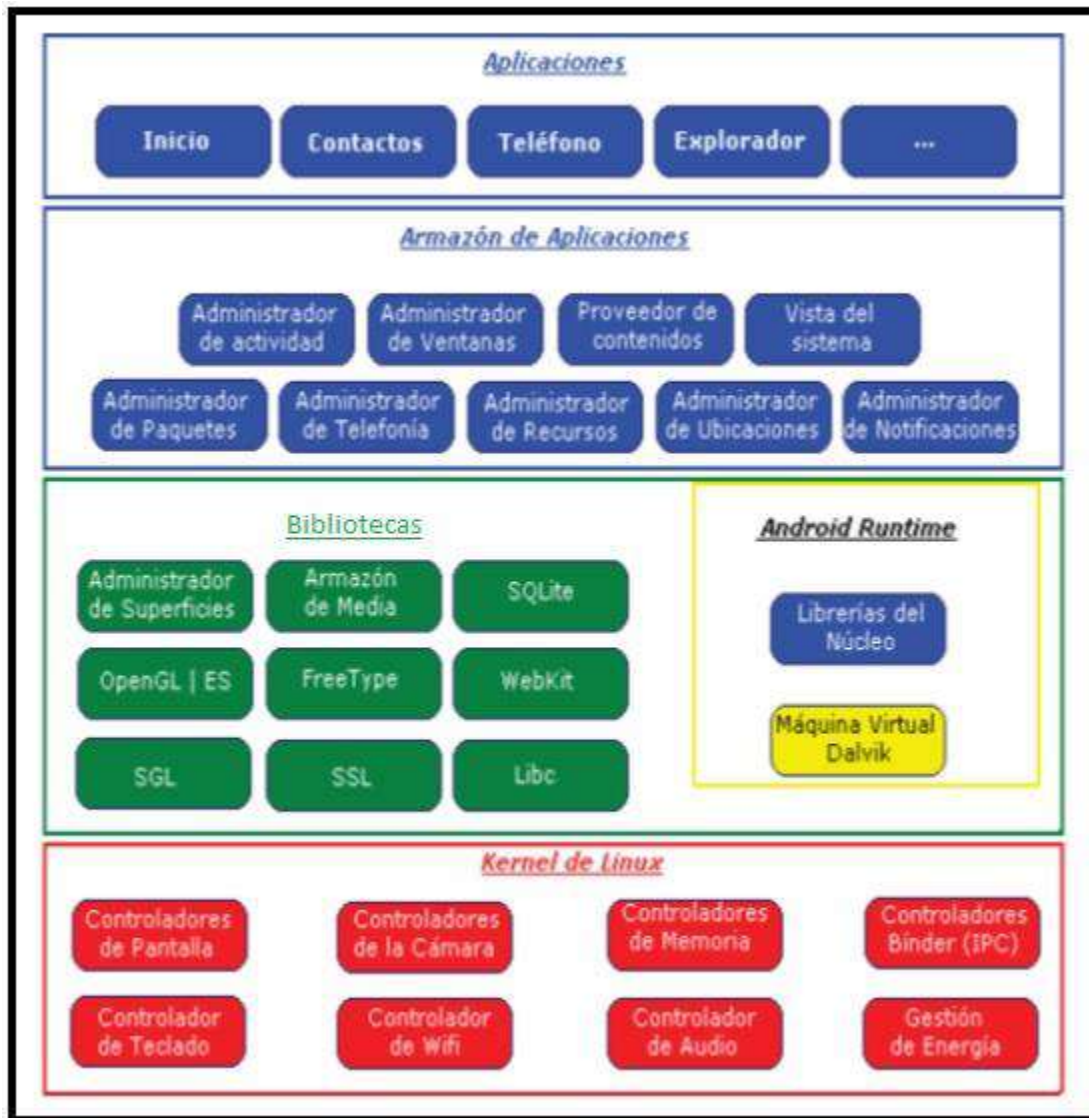 Aplicaciones
Inicio
Contactos
Teléfono
Explorador
...
Armazón de Aplicaciones
Administrador
de actividad
Administrador
de Ventanas
Proveedor de
contenidos
Vista del
sistema
Administrador
de Paquetes
Administrador
de Telefonía
Administrador
de Recursos
Administrador
de Ubicaciones
Administrador
de Notificaciones
Bibliotecas
Administrador
de Superficies
Armazón
de Media
SQLite
OpenGL | ES
FreeType
WebKit
SGL
SSL
Libc
Android Runtime
Librerías del
Núcleo
Máquina Virtual
Dalvik
Kernel de Linux
Controladores
de Pantalla
Controladores
de la Cámara
Controladores
de Memoria
Controladores
Binder (IPC)
Controlador
de Teclado
Controlador
de Wifi
Controlador
de Audio
Gestión
de Energía